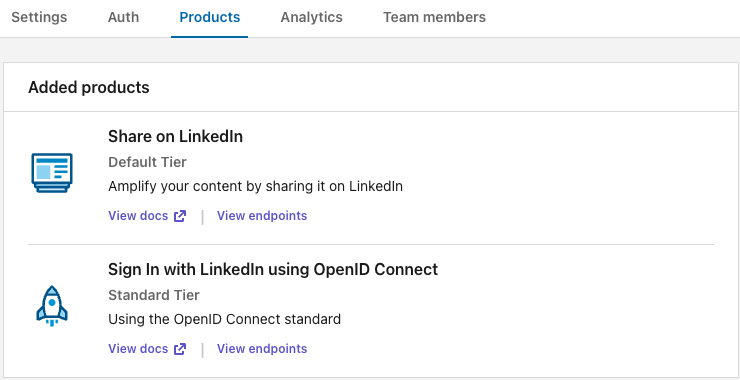 Settings Auth Products Analytics Team members
Added products
Share on LinkedIn
Default Tier
Amplify your content by sharing it on LinkedIn
View docs | View endpoints
Sign In with LinkedIn using OpenID Connect
Standard Tier
Using the OpenID Connect standard
View docs | View endpoints